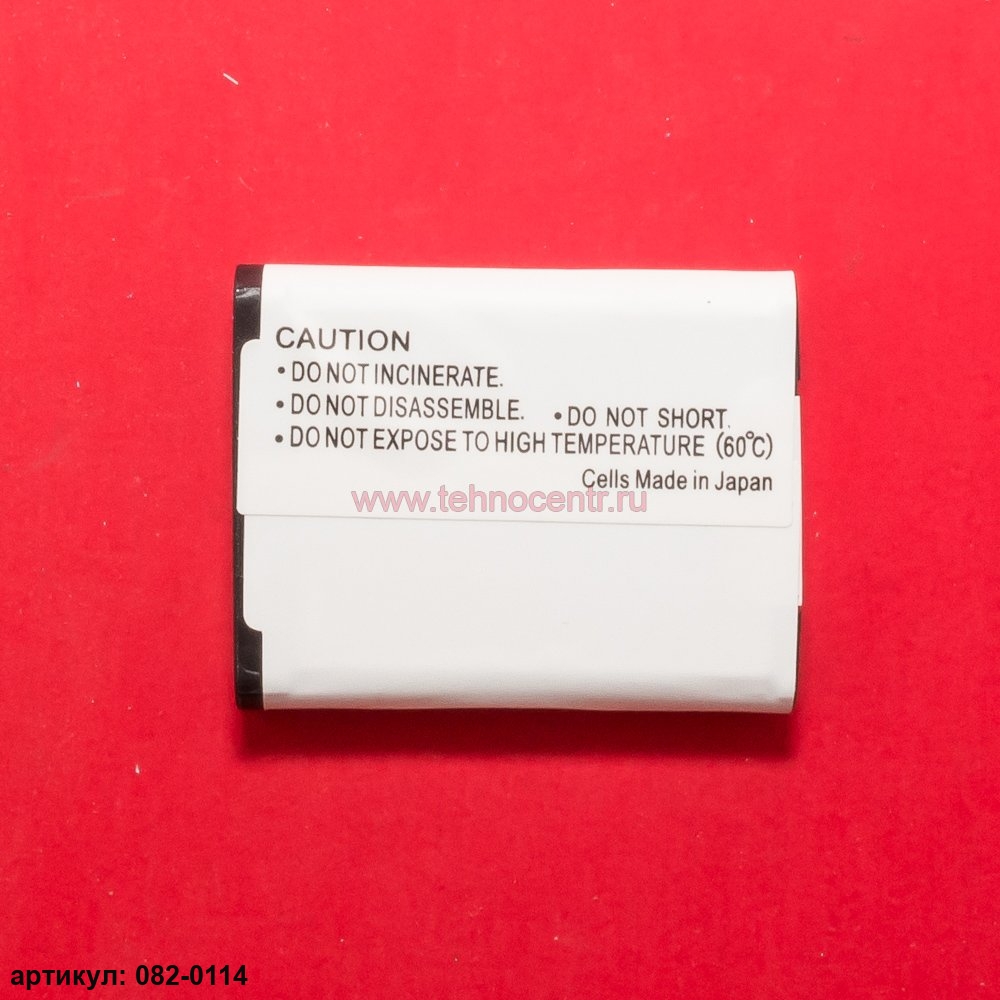 CAUTION
• DO NOT INCINERATE.
• DO NOT DISASSEMBLE. • DO NOT SHORT.
• DO NOT EXPOSE TO HIGH TEMPERATURE (60℃)
Cells Made in Japan
www.tehnocentr.ru
артикул: 082-0114